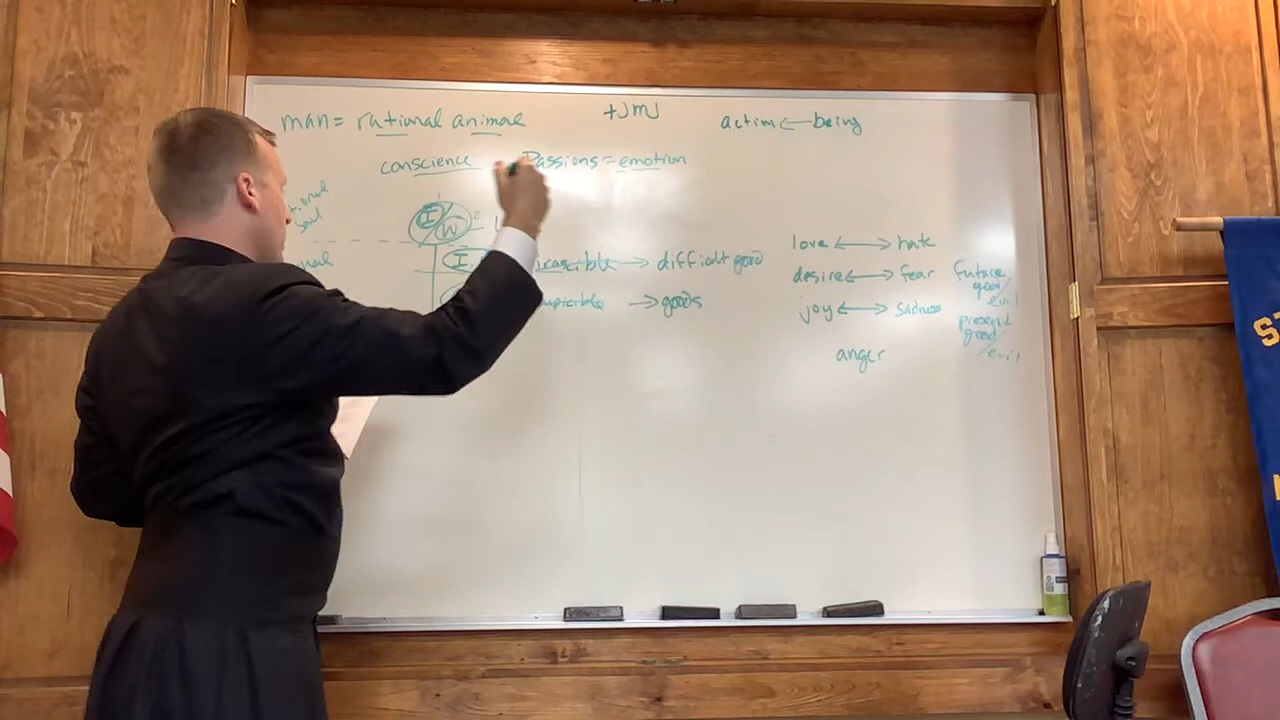 man= rational animal
+JMJ
action ← being
conscience
Passions = emotion
I
W
love ↔ hate
I
irascible → difficult good
desire ↔ fear
future
good/
evil
→ goods
joy ↔ sadness
present
good
/evil
anger